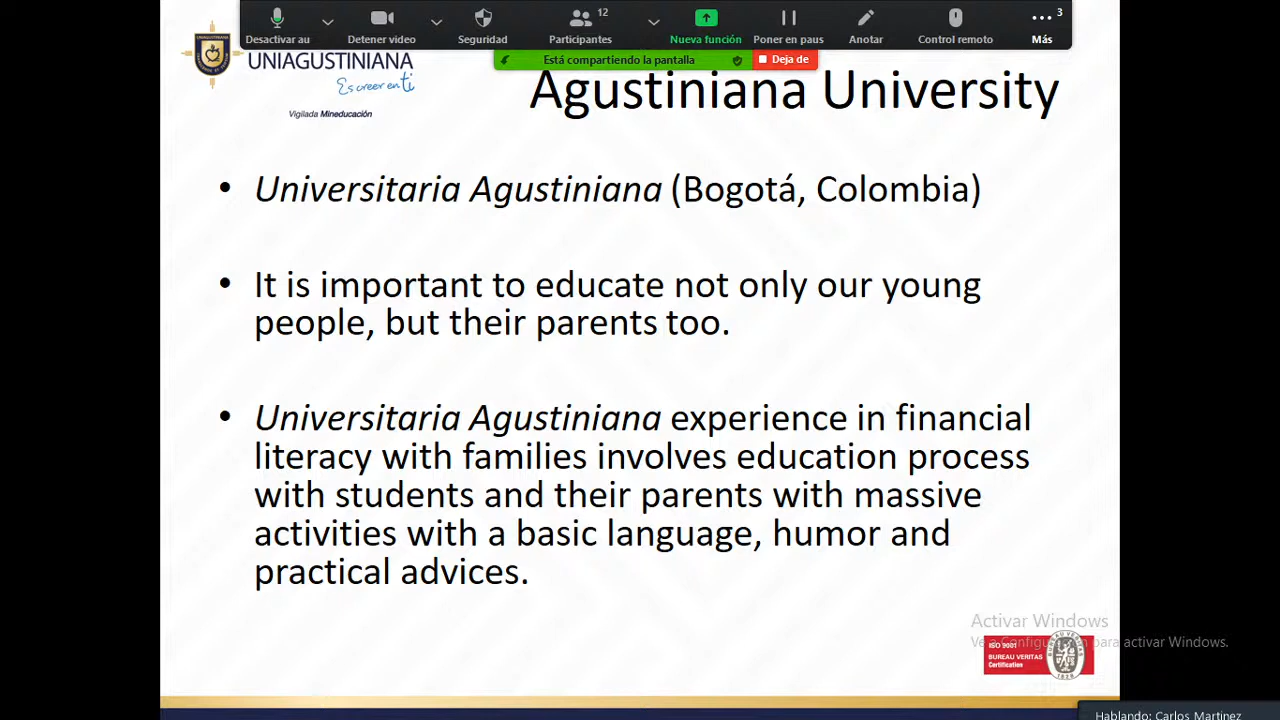 12
3
Desactivar au
Detener video
Seguridad
Participantes
Nueva función
Poner en paus
Anotar
Control remoto
Más
Está compartiendo la pantalla
Deja de
UNIAGUSTINIANA
Es creer en ti
Vigilada Mineducación
Agustiniana University
• Universitaria Agustiniana (Bogotá, Colombia)
• It is important to educate not only our young
people, but their parents too.
• Universitaria Agustiniana experience in financial
literacy with families involves education process
with students and their parents with massive
activities with a basic language, humor and
practical advices.
Activar Windows
para activar Windows.
ISO 9001
BUREAU VERITAS
Certification
1828
Hablando: Carlos Martinez